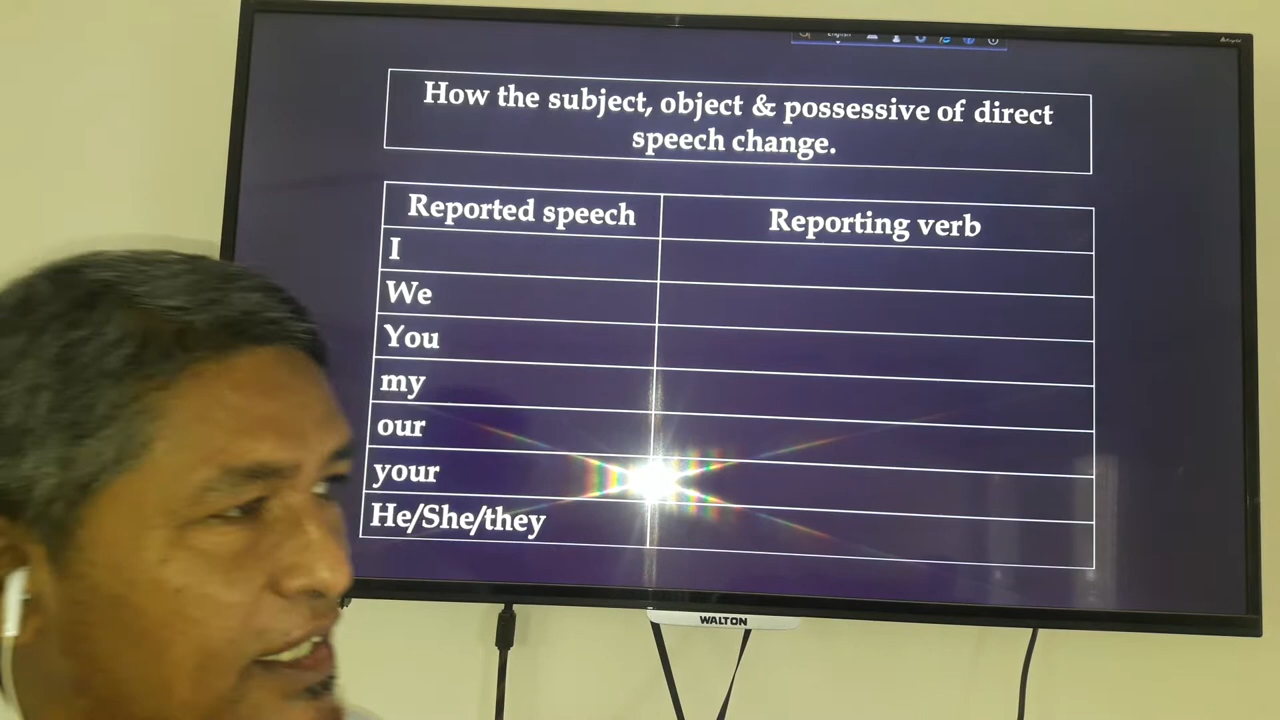 English
How the subject, object & possessive of direct
speech change.
Reported speech
Reporting verb
I
We
You
my
our
your
He/She/they
WALTON